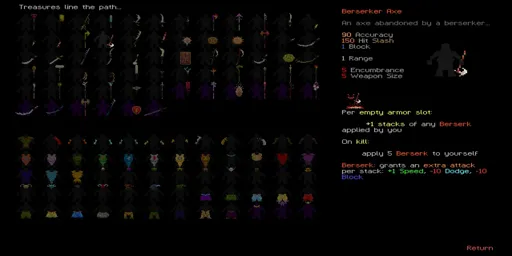 Treasures line the path...
Berserker Axe
An axe abandoned by a berserker...
90 Accuracy
150 Hit Slash
1 Block
1 Range
5 Encumbrance
5 Weapon Size
Per empty armor slot:
+1 stacks of any Berserk
applied by you
On kill:
apply 5 Berserk to yourself
Berserk: grants an extra attack
per stack: +1 Speed, -10 Dodge, -10
Block
Return